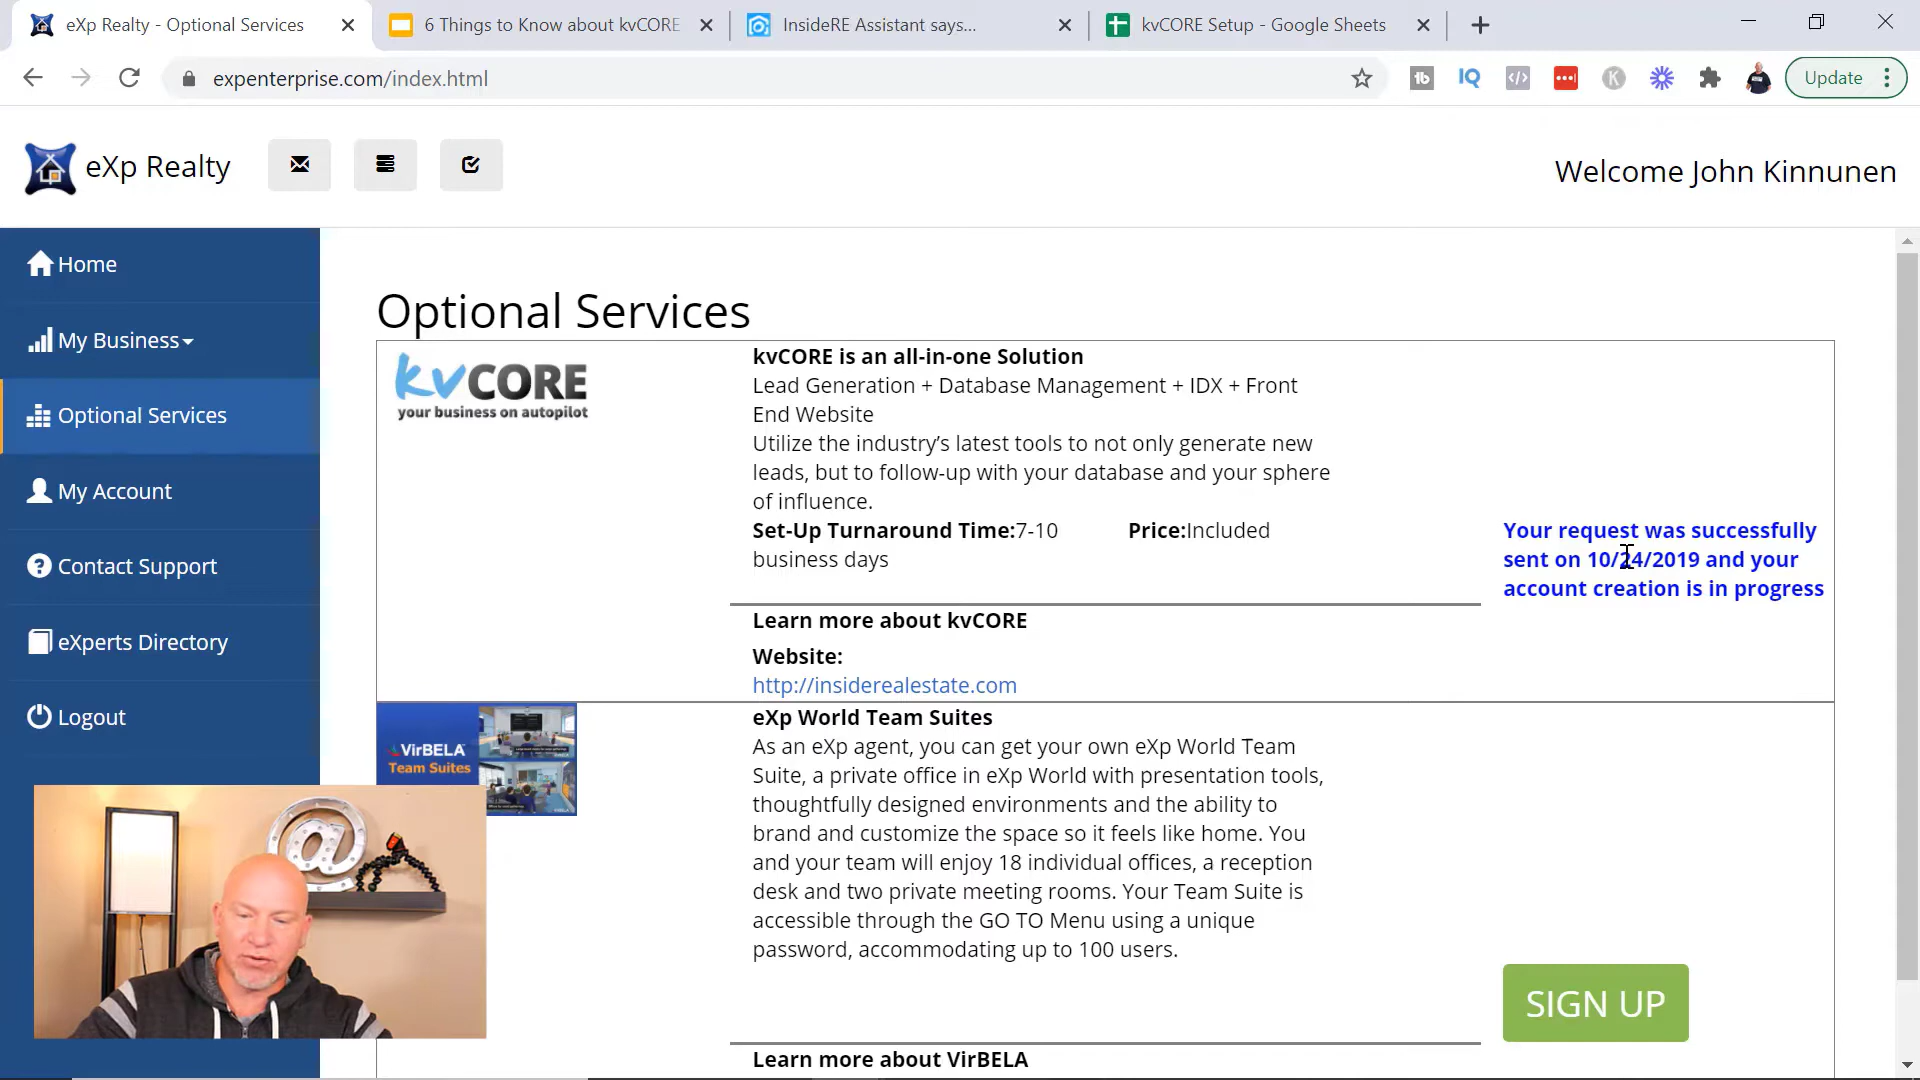 eXp Realty - Optional Services
6 Things to Know about kvCORE
InsideRE Assistant says...
kvCORE Setup - Google Sheets
expenterprise.com/index.html
tb
IQ
K
Update
eXp Realty
Welcome John Kinnunen
Home
My Business
Optional Services
My Account
Contact Support
eXperts Directory
Logout
Optional Services
kvCORE
your business on autopilot
kvCORE is an all-in-one Solution
Lead Generation + Database Management + IDX + Front
End Website
Utilize the industry's latest tools to not only generate new
leads, but to follow-up with your database and your sphere
of influence.
Set-Up Turnaround Time:7-10
business days
Price:Included
Your request was successfully
sent on 10/24/2019 and your
account creation is in progress
Learn more about kvCORE
Website:
http://insiderealestate.com
VirBELA
Team Suites
eXp World Team Suites
As an eXp agent, you can get your own eXp World Team
Suite, a private office in eXp World with presentation tools,
thoughtfully designed environments and the ability to
brand and customize the space so it feels like home. You
and your team will enjoy 18 individual offices, a reception
desk and two private meeting rooms. Your Team Suite is
accessible through the GO TO Menu using a unique
password, accommodating up to 100 users.
SIGN UP
Learn more about VirBELA
@